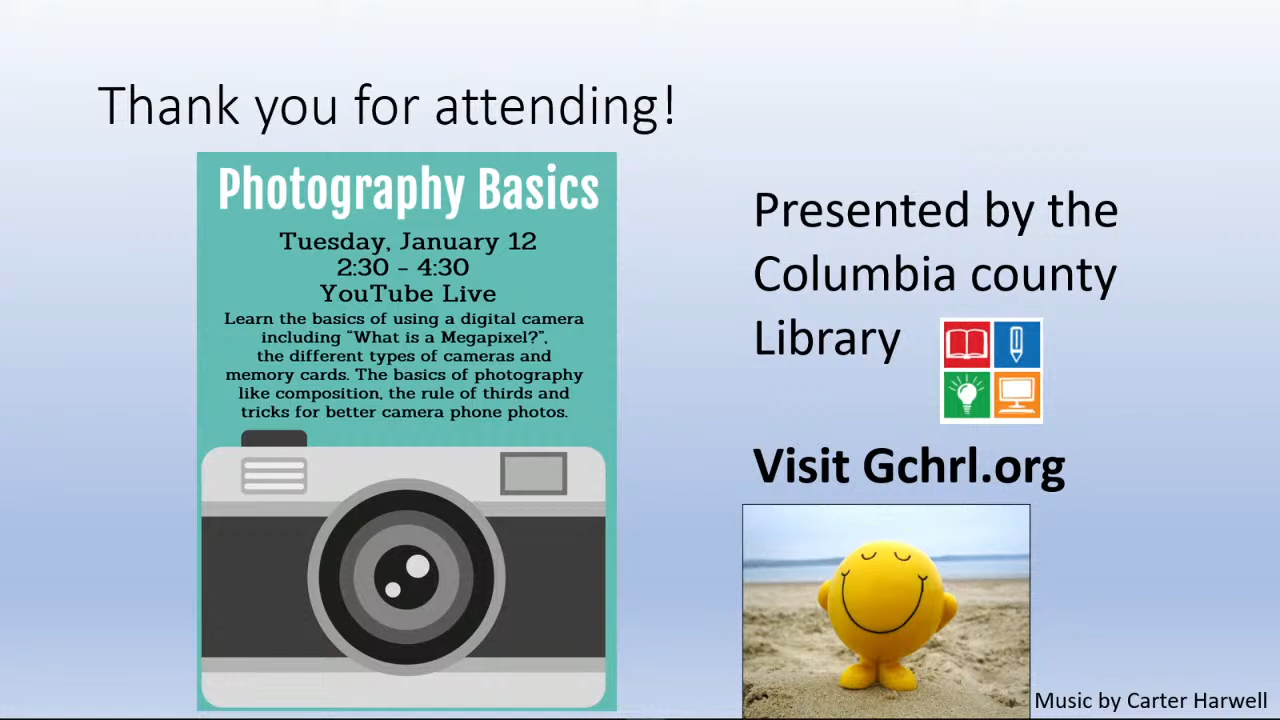 Thank you for attending!
Photography Basics
Tuesday, January 12
2:30 - 4:30
YouTube Live
Learn the basics of using a digital camera
including "What is a Megapixel?",
the different types of cameras and
memory cards. The basics of photography
like composition, the rule of thirds and
tricks for better camera phone photos.
Presented by the
Columbia county
Library
Visit Gchrl.org
Music by Carter Harwell